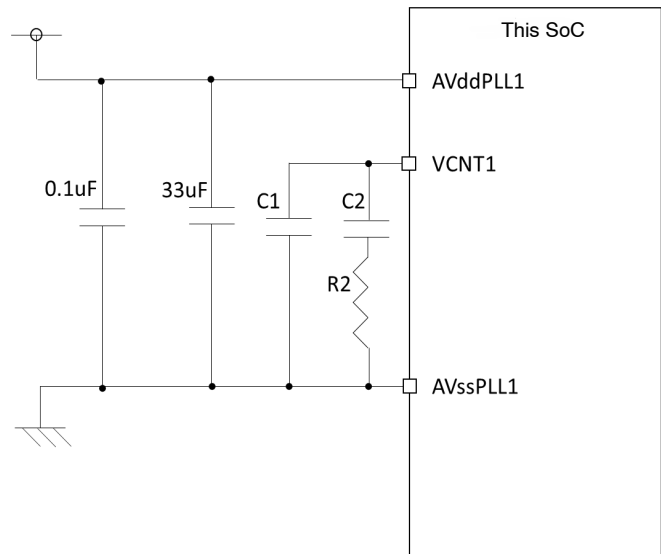 This SoC
AVddPLL1
VCNT1
0.1uF
33uF
C1
C2
R2
AVssPLL1